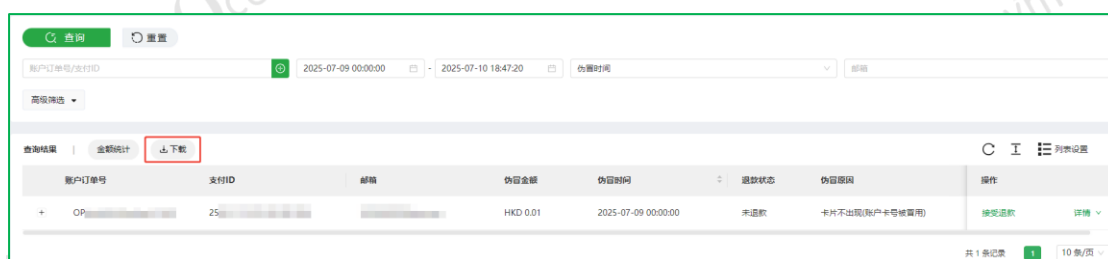 查询 重置
账户订单号/支付ID 2025-07-09 00:00:00 - 2025-07-10 18:47:20 伪冒时间 邮箱
高级筛选
查询结果 | 金额统计 下载 列表设置
账户订单号 支付ID 邮箱 伪冒金额 伪冒时间 退款状态 伪冒原因 操作
+ OP 25 HKD 0.01 2025-07-09 00:00:00 未退款 卡片不出现(账户卡号被冒用) 接受退款 详情
共 1 条记录 1 10 条/页